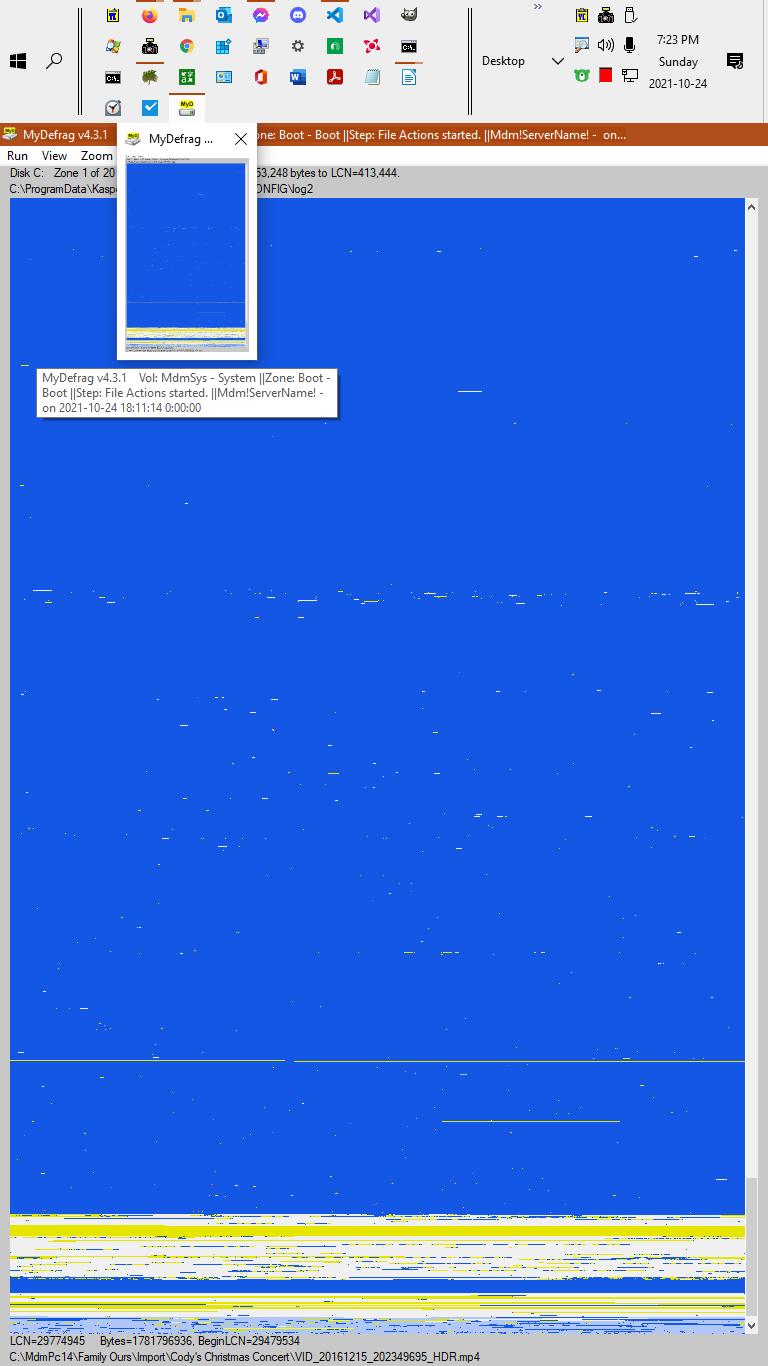 Desktop
7:23 PM
Sunday
2021-10-24
MyDefrag v4.3.1
one: Boot - Boot ||Step: File Actions started. ||Mdm!ServerName! - on...
MyDefrag ...
Run View Zoom
Disk C: Zone 1 of 20
53,248 bytes to LCN=413,444.
C:\ProgramData\Kaspe
ONFIG\log2
MyDefrag v4.3.1 Vol: MdmSys - System ||Zone: Boot -
Boot ||Step: File Actions started. ||Mdm!ServerName! -
on 2021-10-24 18:11:14 0:00:00
LCN=29774945 Bytes=1781796936, BeginLCN=29479534
C:\MdmPc14\Family Ours\Import\Cody's Christmas Concert\VID_20161215_202349695_HDR.mp4